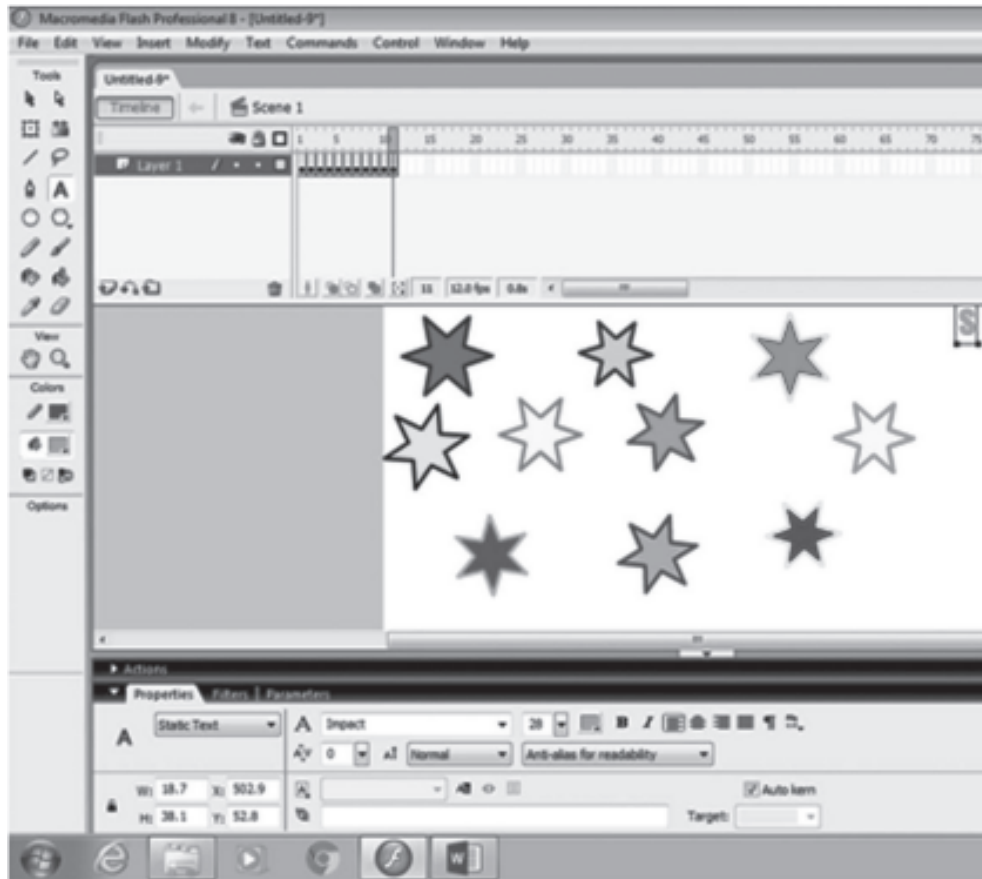 Macromedia Flash Professional 8 - [Untitled-9*]
File Edit View Insert Modify Text Commands Control Window Help
Tools
Untitled-9*
Timeline Scene 1
1 5 10 15 20 25 30 35 40 45 50 55 60 65 70 75
Layer 1
A
11 12.0 fps 0.8s
View
S
Colors
Options
Actions
Properties Filters Parameters
A Static Text A Impact 28 B I ¶
A/V 0 Normal Anti-alias for readability
W: 18.7 X: 502.9 Auto kern
H: 38.1 Y: 52.8 Target:
W